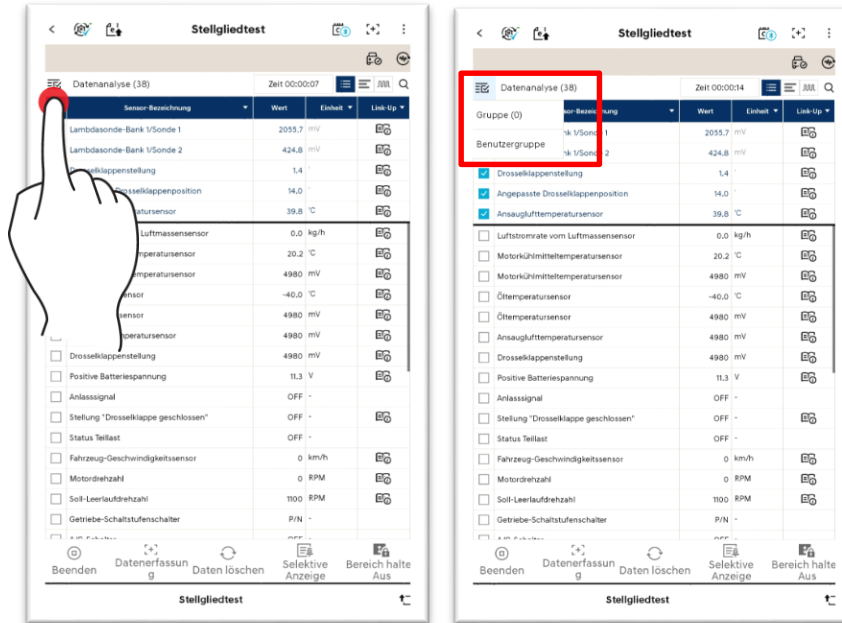 Stellgliedtest
Datenanalyse (38) Zeit 00:00:07
Sensor-Bezeichnung Wert Einheit Link-Up
Lambdasonde-Bank 1/Sonde 1 2055,7 mV
Lambdasonde-Bank 1/Sonde 2 424,8 mV
Drosselklappenstellung 1,4 °
Drosselklappenposition 14,0 °
39,8 °C
Luftmassensensor 0,0 kg/h
20.2 °C
4980 mV
-40,0 °C
4980 mV
4980 mV
Drosselklappenstellung 4980 mV
Positive Batteriespannung 11,3 V
Anlasssignal OFF -
Stellung "Drosselklappe geschlossen" OFF -
Status Teillast OFF -
Fahrzeug-Geschwindigkeitssensor 0 km/h
Motordrehzahl 0 RPM
Soll-Leerlaufdrehzahl 1100 RPM
Getriebe-Schaltstufenschalter P/N -
Beenden
Datenerfassun
g
Daten löschen
Selektive
Anzeige
Bereich halte
Aus
Stellgliedtest
Stellgliedtest
Datenanalyse (38) Zeit 00:00:14
Gruppe (0)
Benutzergruppe
Wert Einheit Link-Up
2055,7 mV
424,8 mV
Drosselklappenstellung 1,4 °
Angepasste Drosselklappenposition 14,0 °
Ansauglufttemperatursensor 39,8 °C
Luftstromrate vom Luftmassensensor 0,0 kg/h
Motorkühlmitteltemperatursensor 20.2 °C
Motorkühlmitteltemperatursensor 4980 mV
Öltemperatursensor -40,0 °C
Öltemperatursensor 4980 mV
Ansauglufttemperatursensor 4980 mV
Drosselklappenstellung 4980 mV
Positive Batteriespannung 11,3 V
Anlasssignal OFF -
Stellung "Drosselklappe geschlossen" OFF -
Status Teillast OFF -
Fahrzeug-Geschwindigkeitssensor 0 km/h
Motordrehzahl 0 RPM
Soll-Leerlaufdrehzahl 1100 RPM
Getriebe-Schaltstufenschalter P/N -
Beenden
Datenerfassun
g
Daten löschen
Selektive
Anzeige
Bereich halte
Aus
Stellgliedtest